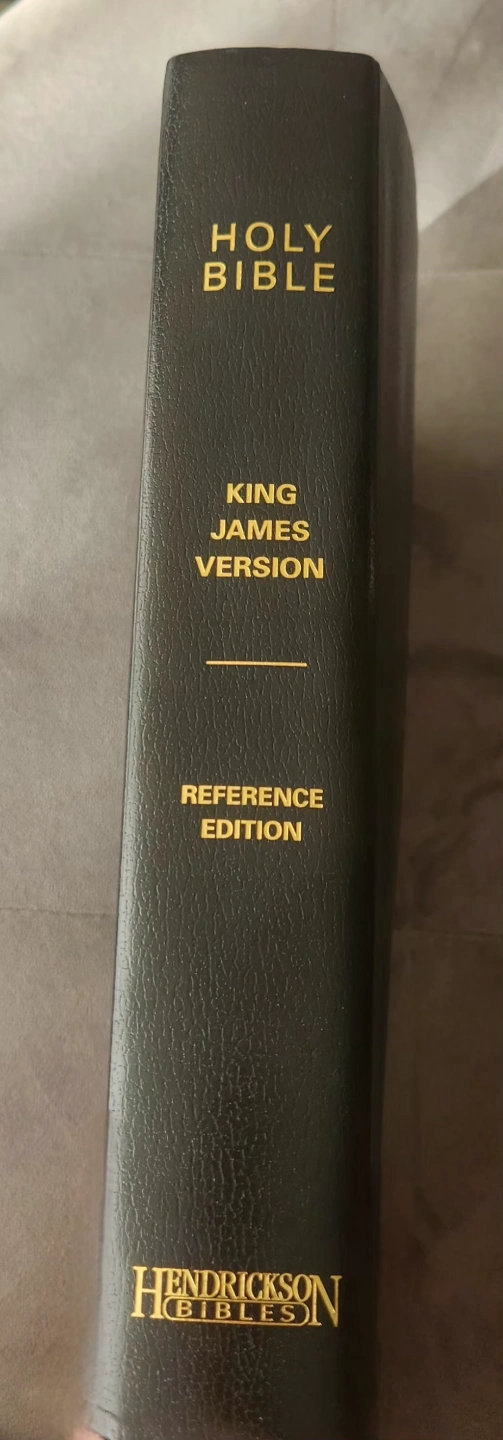 HOLY
BIBLE
KING
JAMES
VERSION
REFERENCE
EDITION
HENDRICKSON
BIBLES